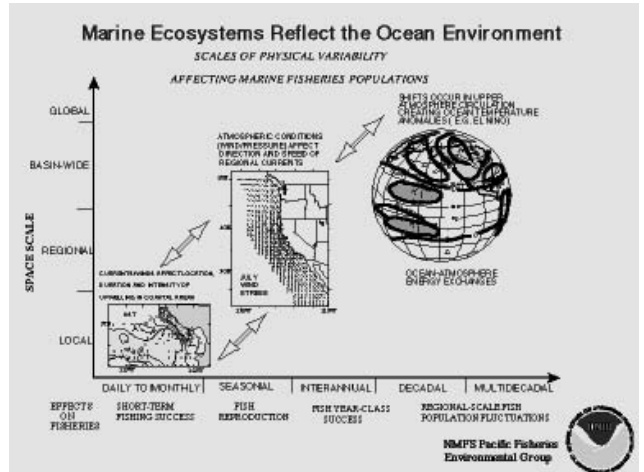 Marine Ecosystems Reflect the Ocean Environment
SCALES OF PHYSICAL VARIABILITY
AFFECTING MARINE FISHERIES POPULATIONS
SHIFTS OCCUR IN UPPER
ATMOSPHERE CIRCULATION
CREATING OCEAN TEMPERATURE
ANOMALIES ( E.G. EL NINO)
GLOBAL
ATMOSPHERIC CONDITIONS
(WIND/PRESSURE) AFFECT
DIRECTION AND SPEED OF
REGIONAL CURRENTS
BASIN-WIDE
SPACE SCALE
REGIONAL
OCEAN-ATMOSPHERE
ENERGY EXCHANGES
CURRENTS/WINDS AFFECT LOCATION,
DURATION AND INTENSITY OF
UPWELLING IN COASTAL AREAS
JULY
WIND
STRESS
LOCAL
DAILY TO MONTHLY
SEASONAL
INTERANNUAL
DECADAL
MULTIDECADAL
EFFECTS
ON
FISHERIES
SHORT-TERM
FISHING SUCCESS
FISH
REPRODUCTION
FISH YEAR-CLASS
SUCCESS
REGIONAL-SCALE FISH
POPULATION FLUCTUATIONS
NMFS Pacific Fisheries
Environmental Group